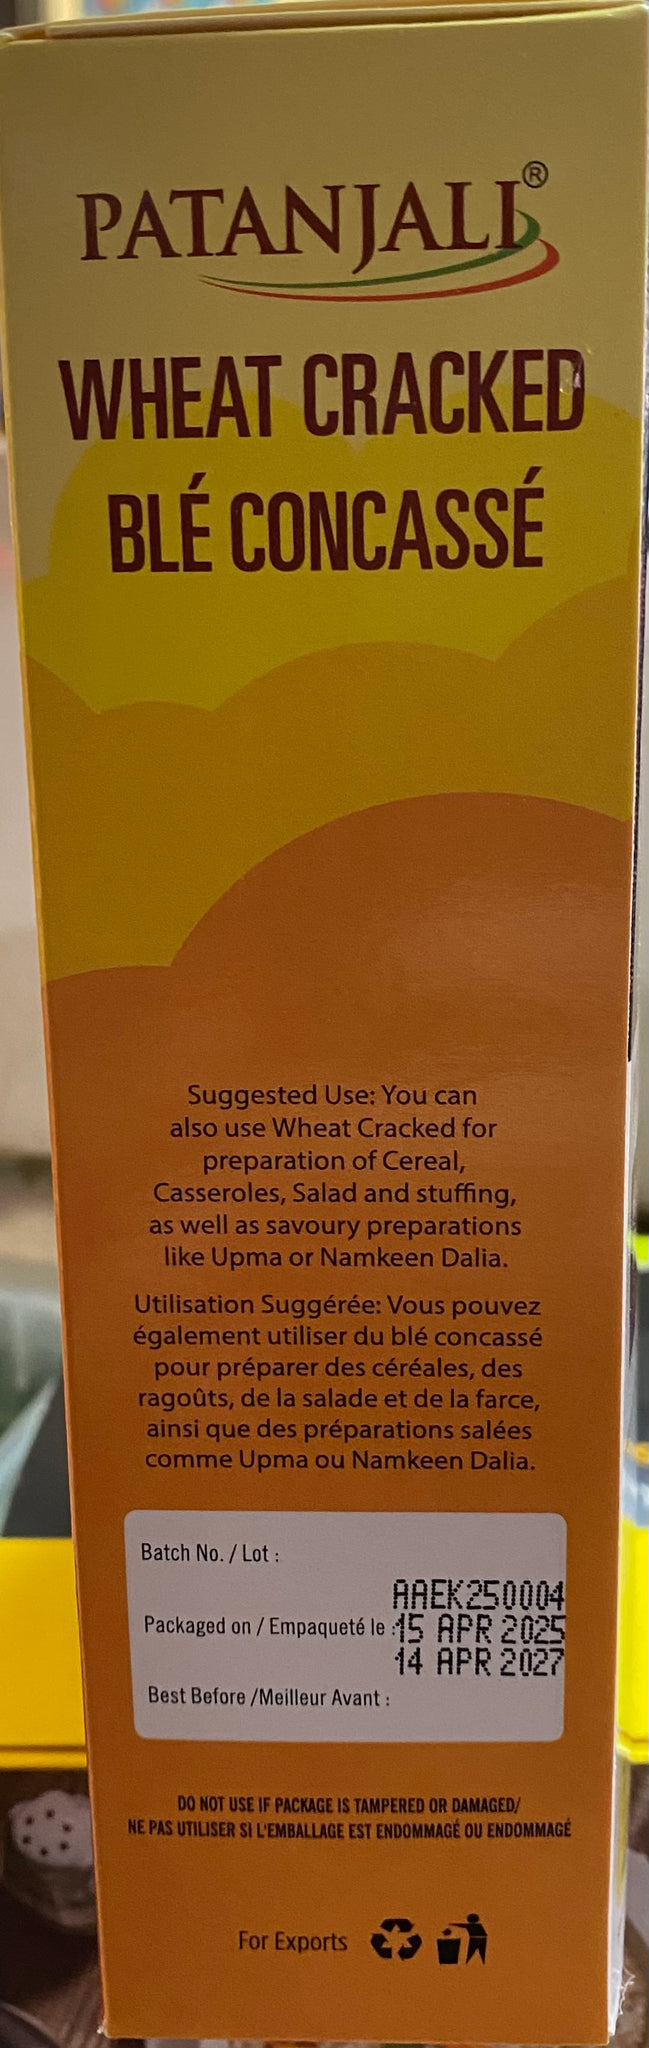 PATANJALI®
WHEAT CRACKED
BLÉ CONCASSÉ
Suggested Use: You can
also use Wheat Cracked for
preparation of Cereal,
Casseroles, Salad and stuffing,
as well as savoury preparations
like Upma or Namkeen Dalia.
Utilisation Suggérée: Vous pouvez
également utiliser du blé concassé
pour préparer des céréales, des
ragoûts, de la salade et de la farce,
ainsi que des préparations salées
comme Upma ou Namkeen Dalia.
Batch No. / Lot :
AAEK250004
Packaged on / Empaqueté le :15 APR 2025
14 APR 2027
Best Before /Meilleur Avant :
DO NOT USE IF PACKAGE IS TAMPERED OR DAMAGED/
NE PAS UTILISER SI L'EMBALLAGE EST ENDOMMAGÉ OU ENDOMMAGÉ
For Exports